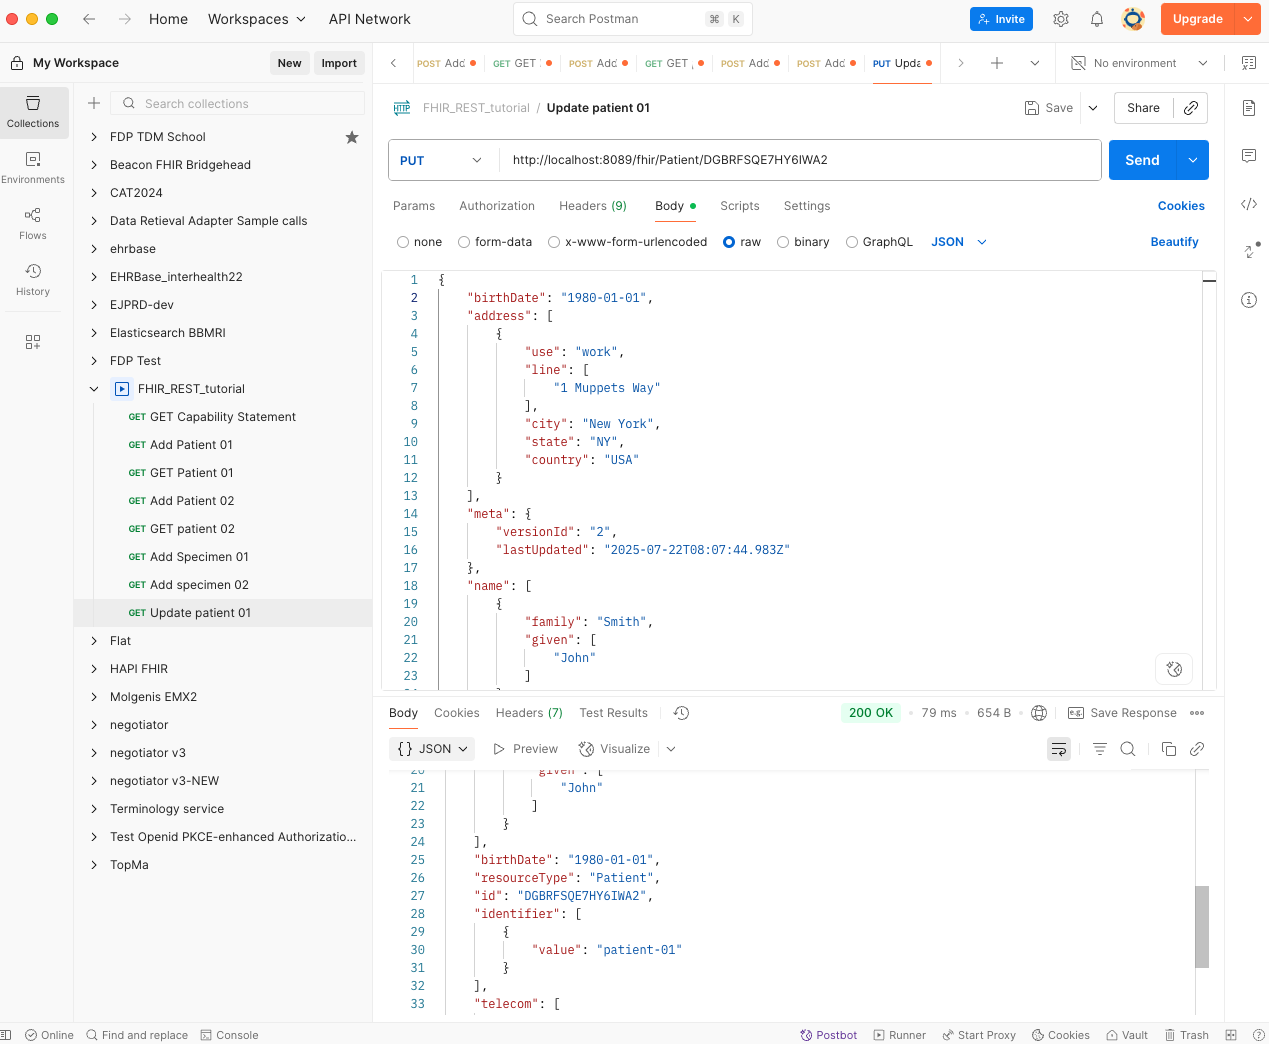 Home Workspaces API Network Search Postman ⌘ K Invite Upgrade
My Workspace New Import
POST Add GET GET POST Add GET GET POST Add POST Add PUT Upda No environment
Collections
Environments
Flows
History
Search collections
FDP TDM School
Beacon FHIR Bridgehead
CAT2024
Data Retieval Adapter Sample calls
ehrbase
EHRBase_interhealth22
EJPRD-dev
Elasticsearch BBMRI
FDP Test
FHIR_REST_tutorial
GET GET Capability Statement
GET Add Patient 01
GET GET Patient 01
GET Add Patient 02
GET GET patient 02
GET Add Specimen 01
GET Add specimen 02
GET Update patient 01
Flat
HAPI FHIR
Molgenis EMX2
negotiator
negotiator v3
negotiator v3-NEW
Terminology service
Test Openid PKCE-enhanced Authorizatio...
TopMa
HTTP FHIR_REST_tutorial / Update patient 01 Save Share
PUT http://localhost:8089/fhir/Patient/DGBRFSQE7HY6IWA2 Send
Params Authorization Headers (9) Body Scripts Settings Cookies
none form-data x-www-form-urlencoded raw binary GraphQL JSON Beautify
1 {
2 "birthDate": "1980-01-01",
3 "address": [
4 {
5 "use": "work",
6 "line": [
7 "1 Muppets Way"
8 ],
9 "city": "New York",
10 "state": "NY",
11 "country": "USA"
12 }
13 ],
14 "meta": {
15 "versionId": "2",
16 "lastUpdated": "2025-07-22T08:07:44.983Z"
17 },
18 "name": [
19 {
20 "family": "Smith",
21 "given": [
22 "John"
23 ]
Body Cookies Headers (7) Test Results 200 OK 79 ms 654 B Save Response
{} JSON Preview Visualize
20 "given": [
21 "John"
22 ]
23 }
24 ],
25 "birthDate": "1980-01-01",
26 "resourceType": "Patient",
27 "id": "DGBRFSQE7HY6IWA2",
28 "identifier": [
29 {
30 "value": "patient-01"
31 }
32 ],
33 "telecom": [
Online Find and replace Console Postbot Runner Start Proxy Cookies Vault Trash